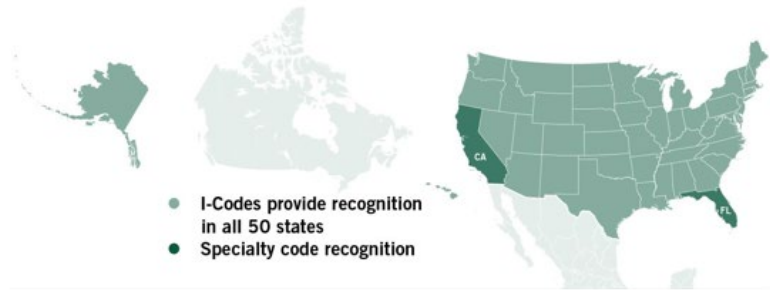 CA
FL
I-Codes provide recognition
in all 50 states
Specialty code recognition